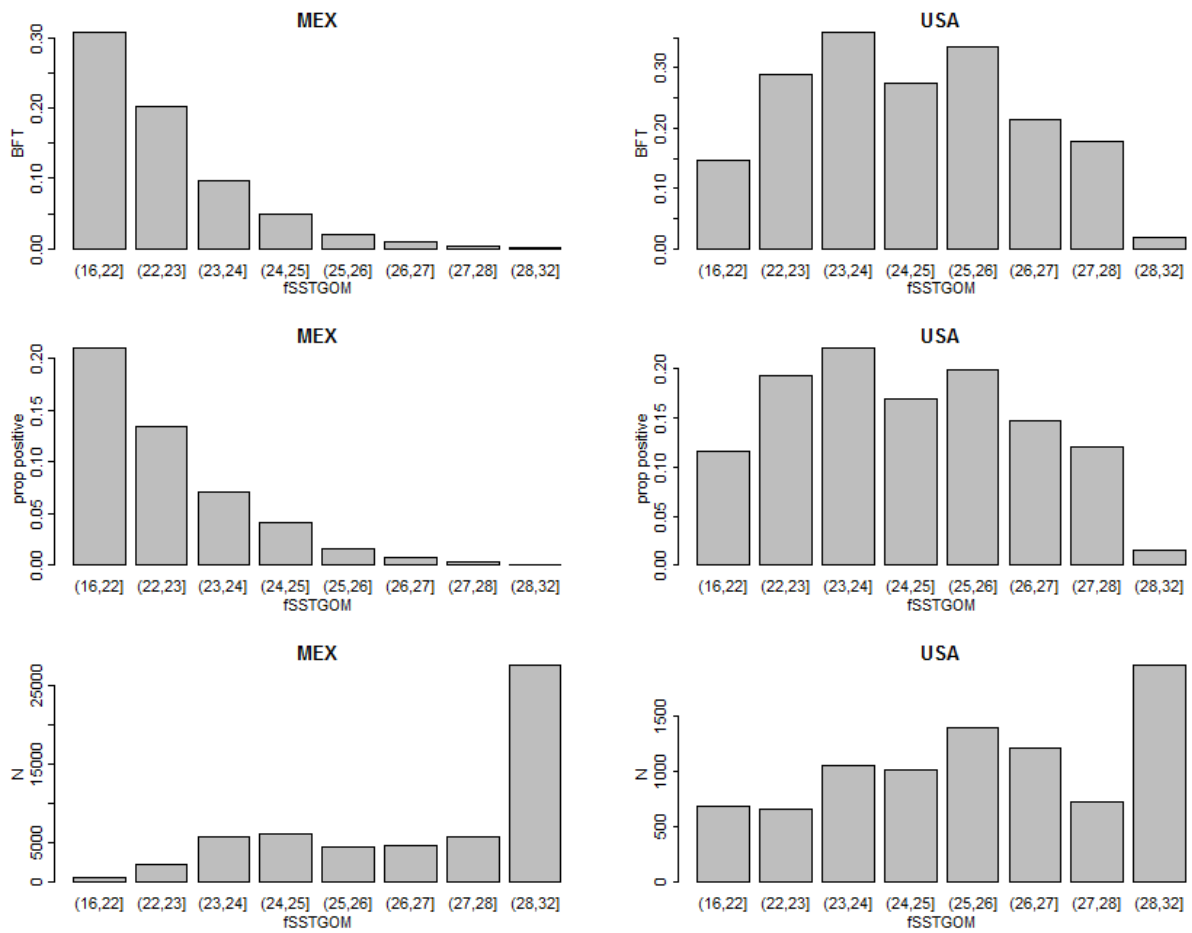 MEX
BFT
0.00 0.10 0.20 0.30
(16,22] (22,23] (23,24] (24,25] (25,26] (26,27] (27,28] (28,32]
fSSTGOM
USA
BFT
0.00 0.10 0.20 0.30
(16,22] (22,23] (23,24] (24,25] (25,26] (26,27] (27,28] (28,32]
fSSTGOM
MEX
prop positive
0.00 0.05 0.10 0.15 0.20
(16,22] (22,23] (23,24] (24,25] (25,26] (26,27] (27,28] (28,32]
fSSTGOM
USA
prop positive
0.00 0.05 0.10 0.15 0.20
(16,22] (22,23] (23,24] (24,25] (25,26] (26,27] (27,28] (28,32]
fSSTGOM
MEX
N
0 5000 15000 25000
(16,22] (22,23] (23,24] (24,25] (25,26] (26,27] (27,28] (28,32]
fSSTGOM
USA
N
0 500 1000 1500
(16,22] (22,23] (23,24] (24,25] (25,26] (26,27] (27,28] (28,32]
fSSTGOM